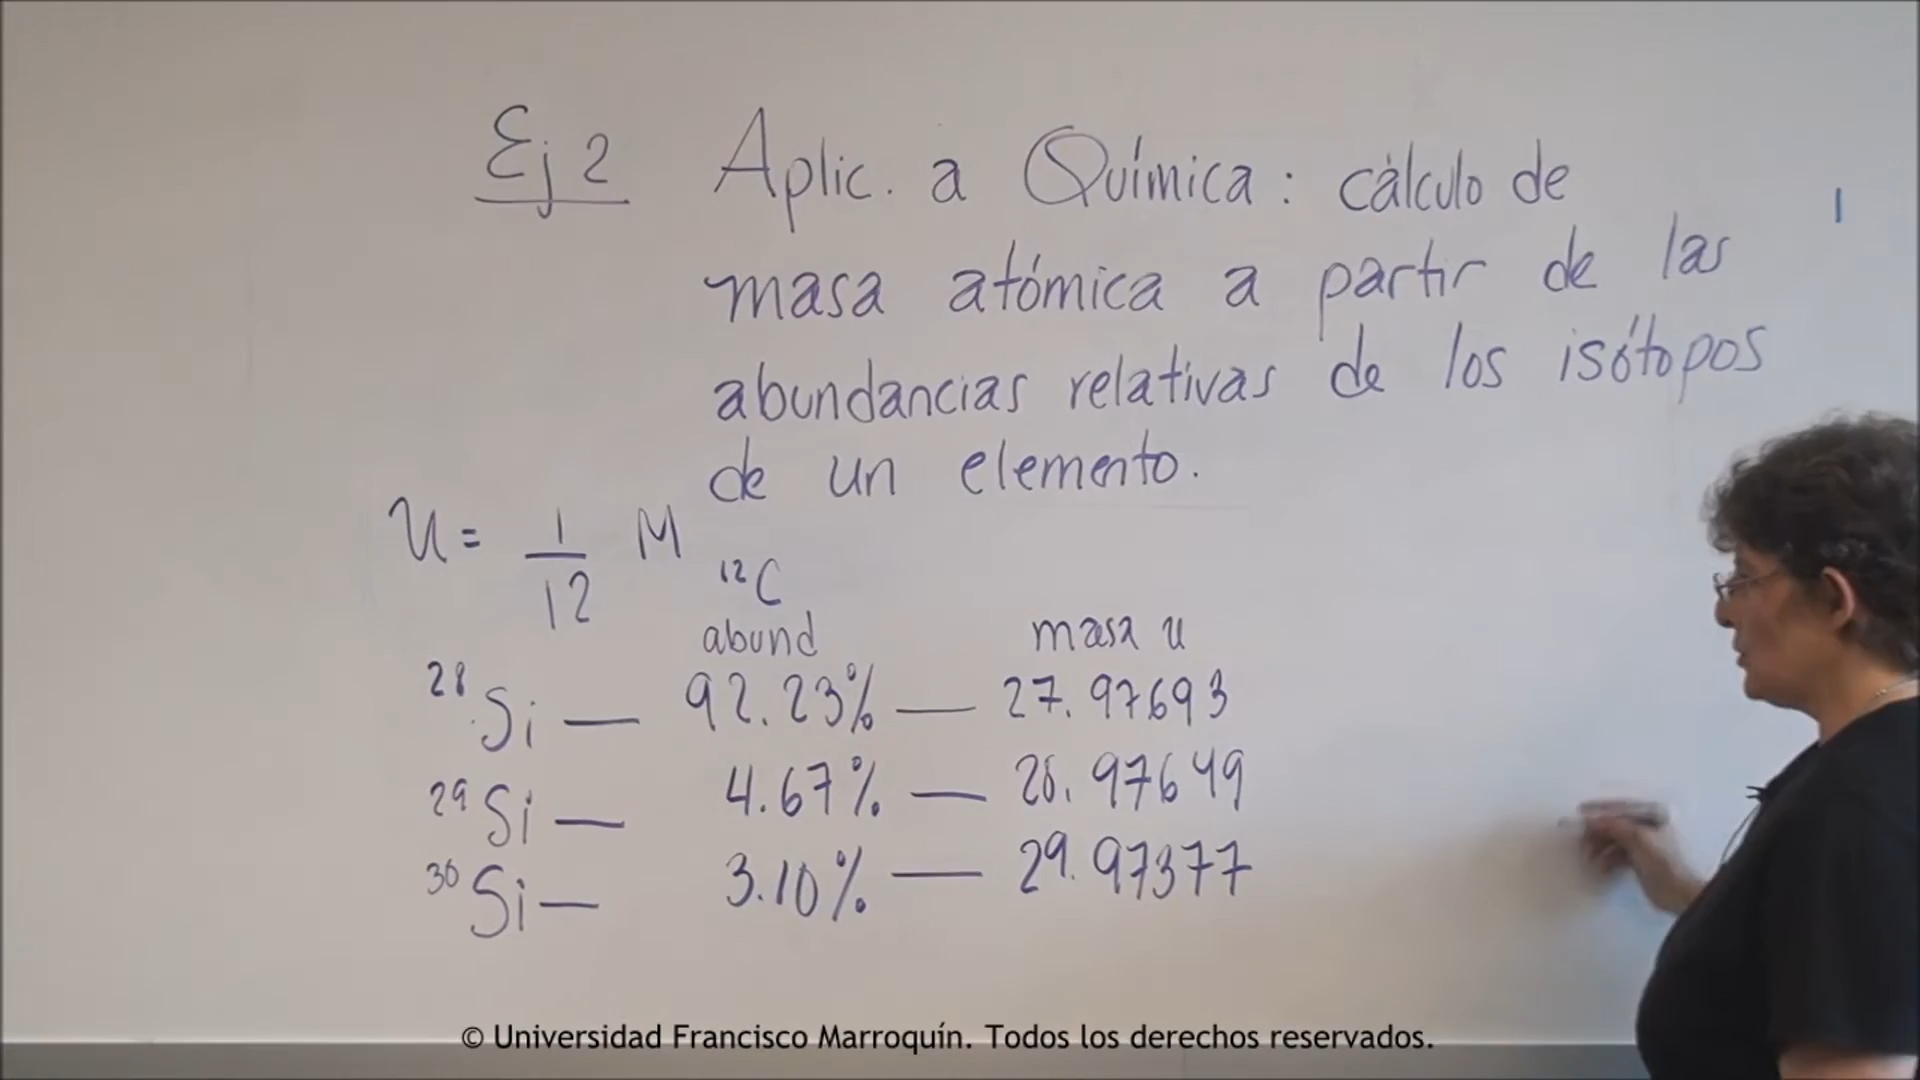 Ej 2 Aplic. a Química: cálculo de
masa atómica a partir de las
abundancias relativas de los isótopos
de un elemento.
U = 1/12 M ¹²C
abund masa u
²⁸Si — 92.23% — 27.97693
²⁹Si — 4.67% — 28.97649
³⁰Si — 3.10% — 29.97377
© Universidad Francisco Marroquín. Todos los derechos reservados.